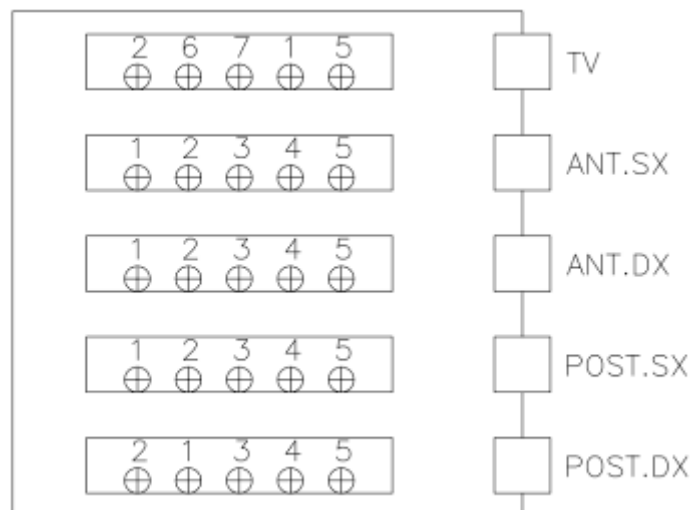 2 6 7 1 5 TV
1 2 3 4 5 ANT.SX
1 2 3 4 5 ANT.DX
1 2 3 4 5 POST.SX
2 1 3 4 5 POST.DX